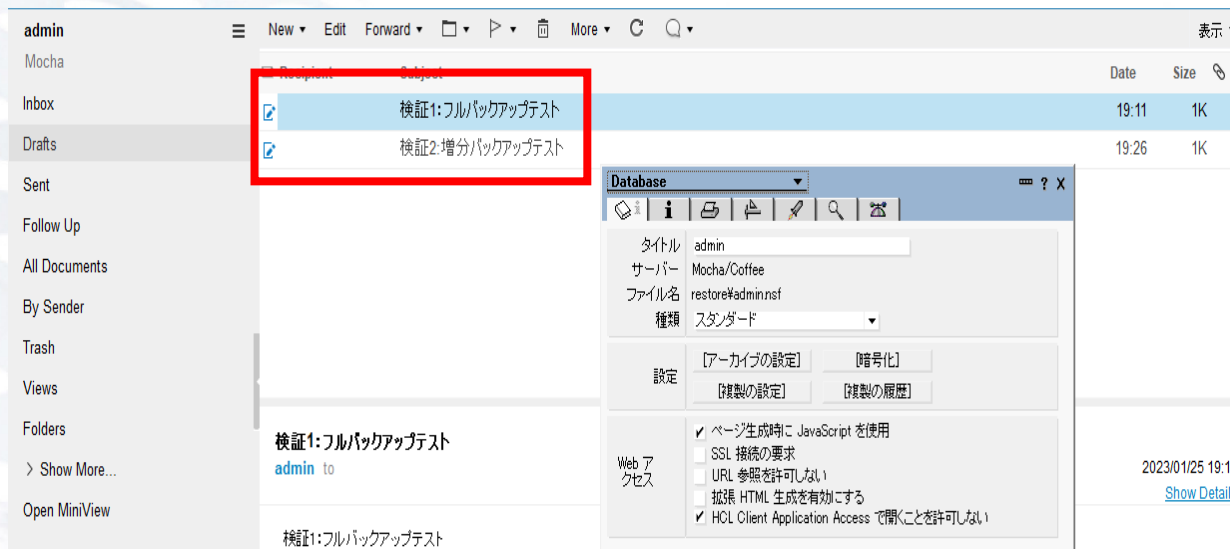 admin
Mocha
Inbox
Drafts
Sent
Follow Up
All Documents
By Sender
Trash
Views
Folders
> Show More...
Open MiniView
New Edit Forward More 表示
Recipient Subject Date Size
検証1:フルバックアップテスト 19:11 1K
検証2:増分バックアップテスト 19:26 1K
検証1:フルバックアップテスト
admin to
2023/01/25 19:1
Show Detail
検証1:フルバックアップテスト
Database ? X
タイトル admin
サーバー Mocha/Coffee
ファイル名 restore¥admin.nsf
種類 スタンダード
設定 [アーカイブの設定] [暗号化]
[複製の設定] [複製の履歴]
Web ア
クセス
ページ生成時に JavaScript を使用
SSL 接続の要求
URL 参照を許可しない
拡張 HTML 生成を有効にする
HCL Client Application Access で開くことを許可しない